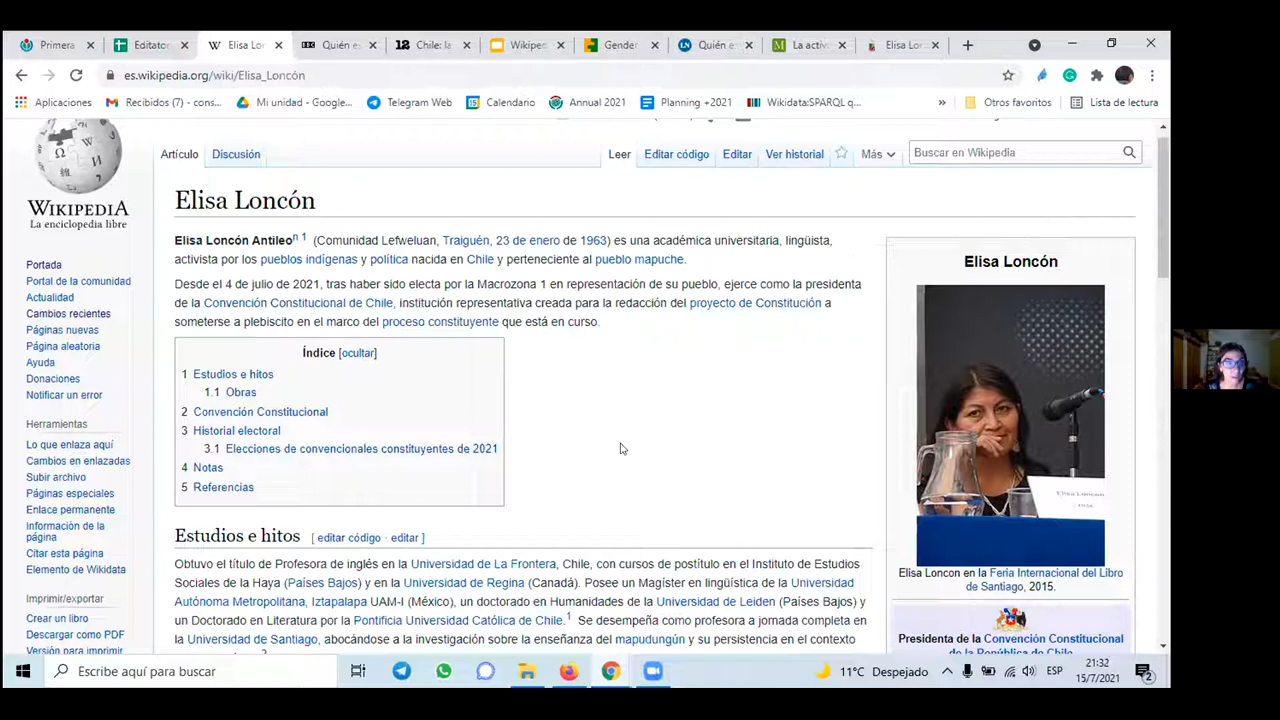 Primera
Editator
Elisa Lor
Quién es
Chile: la
Wikipe
Gender
Quién e
La activ
Elisa Lo
es.wikipedia.org/wiki/Elisa_Loncón
Aplicaciones
Recibidos (7) - cons...
Mi unidad - Google...
Telegram Web
Calendario
Annual 2021
Planning +2021
Wikidata:SPARQL q...
»
Otros favoritos
Lista de lectura
Artículo
Discusión
Leer
Editar código
Editar
Ver historial
Más
Buscar en Wikipedia
WIKIPEDIA
La enciclopedia libre
Portada
Portal de la comunidad
Actualidad
Cambios recientes
Páginas nuevas
Página aleatoria
Ayuda
Donaciones
Notificar un error
Herramientas
Lo que enlaza aquí
Cambios en enlazadas
Subir archivo
Páginas especiales
Enlace permanente
Información de la
página
Citar esta página
Elemento de Wikidata
Imprimir/exportar
Crear un libro
Descargar como PDF
Versión para imprimir
Elisa Loncón
Elisa Loncón Antileo n 1 (Comunidad Lefweluan, Traiguén, 23 de enero de 1963) es una académica universitaria, lingüista,
activista por los pueblos indígenas y política nacida en Chile y perteneciente al pueblo mapuche.
Desde el 4 de julio de 2021, tras haber sido electa por la Macrozona 1 en representación de su pueblo, ejerce como la presidenta
de la Convención Constitucional de Chile, institución representativa creada para la redacción del proyecto de Constitución a
someterse a plebiscito en el marco del proceso constituyente que está en curso.
Índice [ocultar]
1 Estudios e hitos
1.1 Obras
2 Convención Constitucional
3 Historial electoral
3.1 Elecciones de convencionales constituyentes de 2021
4 Notas
5 Referencias
Estudios e hitos [ editar código · editar ]
Obtuvo el título de Profesora de inglés en la Universidad de La Frontera, Chile, con cursos de postítulo en el Instituto de Estudios
Sociales de la Haya (Países Bajos) y en la Universidad de Regina (Canadá). Posee un Magíster en lingüística de la Universidad
Autónoma Metropolitana, Iztapalapa UAM-I (México), un doctorado en Humanidades de la Universidad de Leiden (Países Bajos) y
un Doctorado en Literatura por la Pontificia Universidad Católica de Chile.1 Se desempeña como profesora a jornada completa en
la Universidad de Santiago, abocándose a la investigación sobre la enseñanza del mapudungún y su persistencia en el contexto
Elisa Loncón
Elisa Loncón
Elisa Loncon en la Feria Internacional del Libro
de Santiago, 2015.
Presidenta de la Convención Constitucional
de la República de Chile
Escribe aquí para buscar
11°C Despejado
ESP
21:32
15/7/2021
2